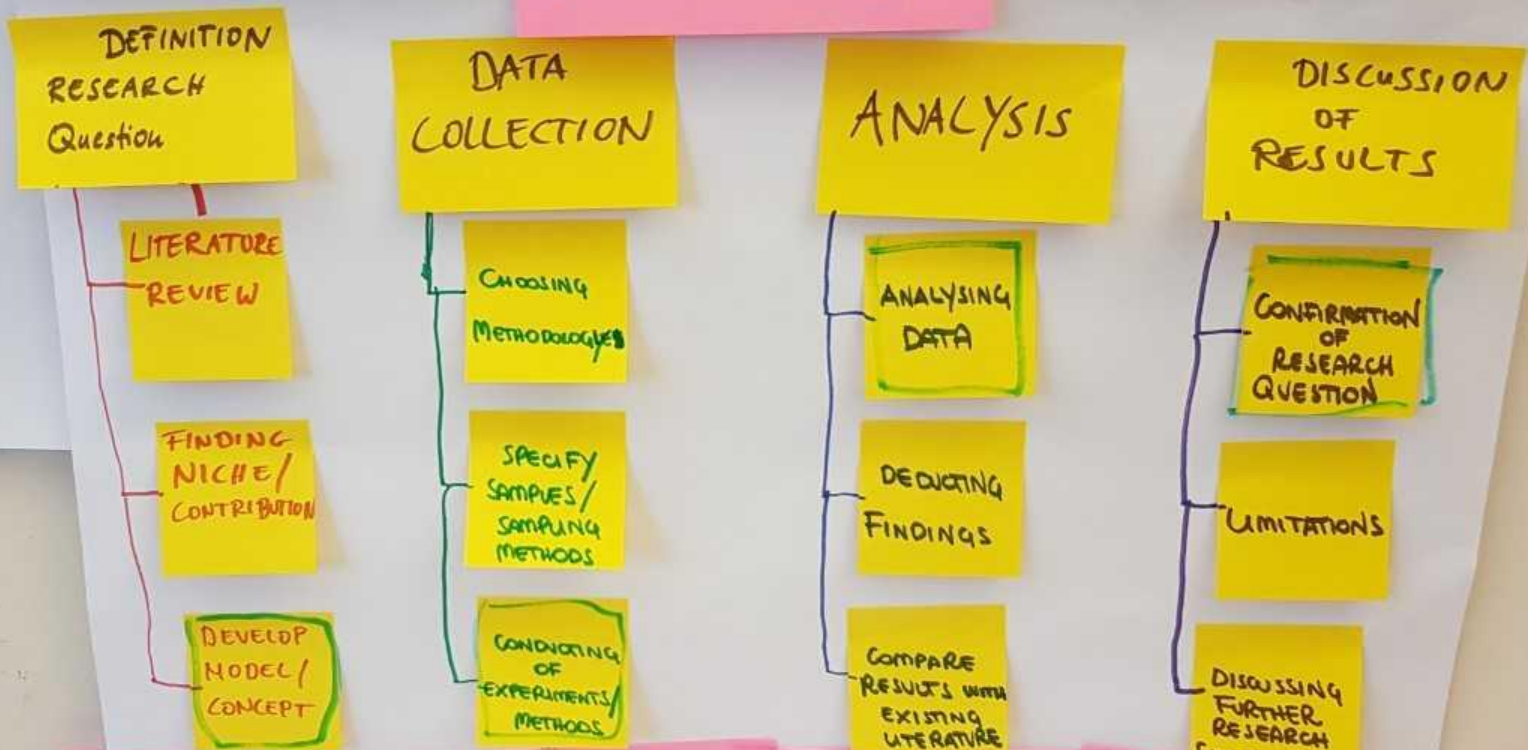 DEFINITION
RESEARCH
Question
LITERATURE
REVIEW
FINDING
NICHE/
CONTRIBUTION
DEVELOP
MODEL/
CONCEPT
DATA
COLLECTION
CHOOSING
METHODOLOGYES
SPECIFY
SAMPLES/
SAMPLING
METHODS
CONDUCTING
OF
EXPERIMENTS/
METHODS
ANALYSIS
ANALYSING
DATA
DEDUCTING
FINDINGS
COMPARE
RESULTS WITH
EXISTING
LITERATURE
DISCUSSION
OF
RESULTS
CONFIRMATION
OF
RESEARCH
QUESTION
LIMITATIONS
DISCUSSING
FURTHER
RESEARCH